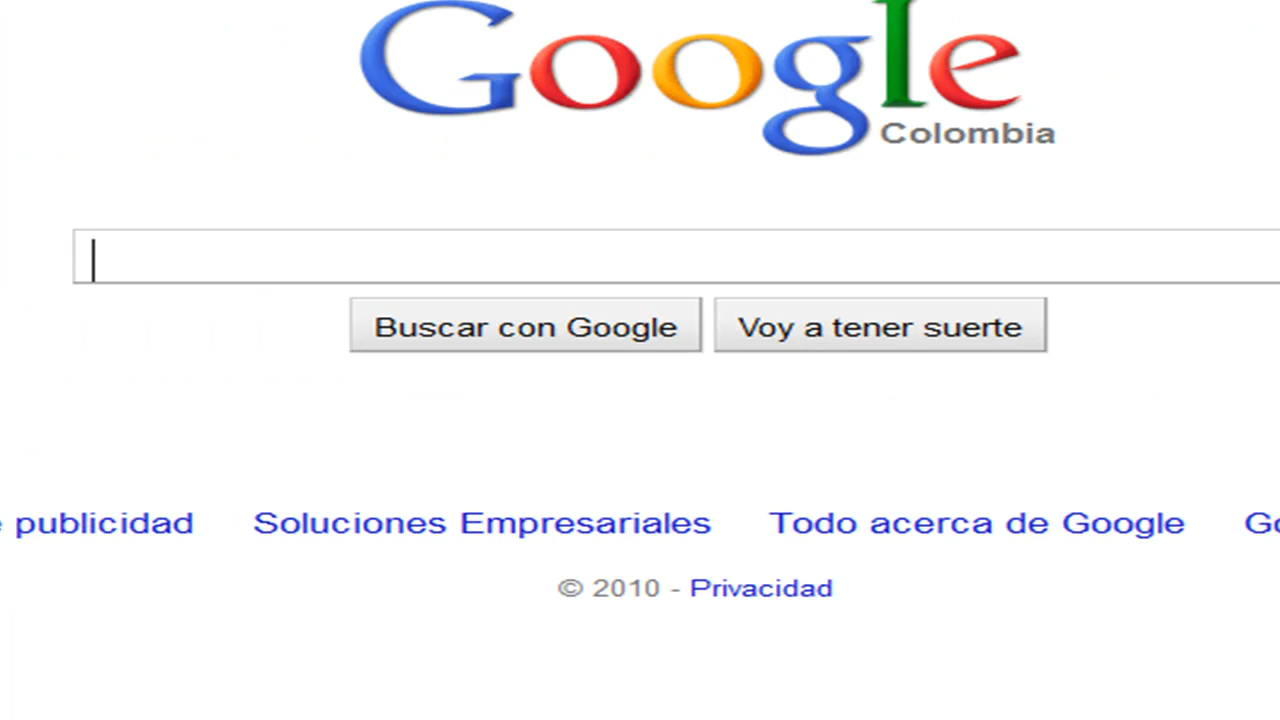 Google
Colombia
Buscar con Google Voy a tener suerte
publicidad Soluciones Empresariales Todo acerca de Google
© 2010 - Privacidad